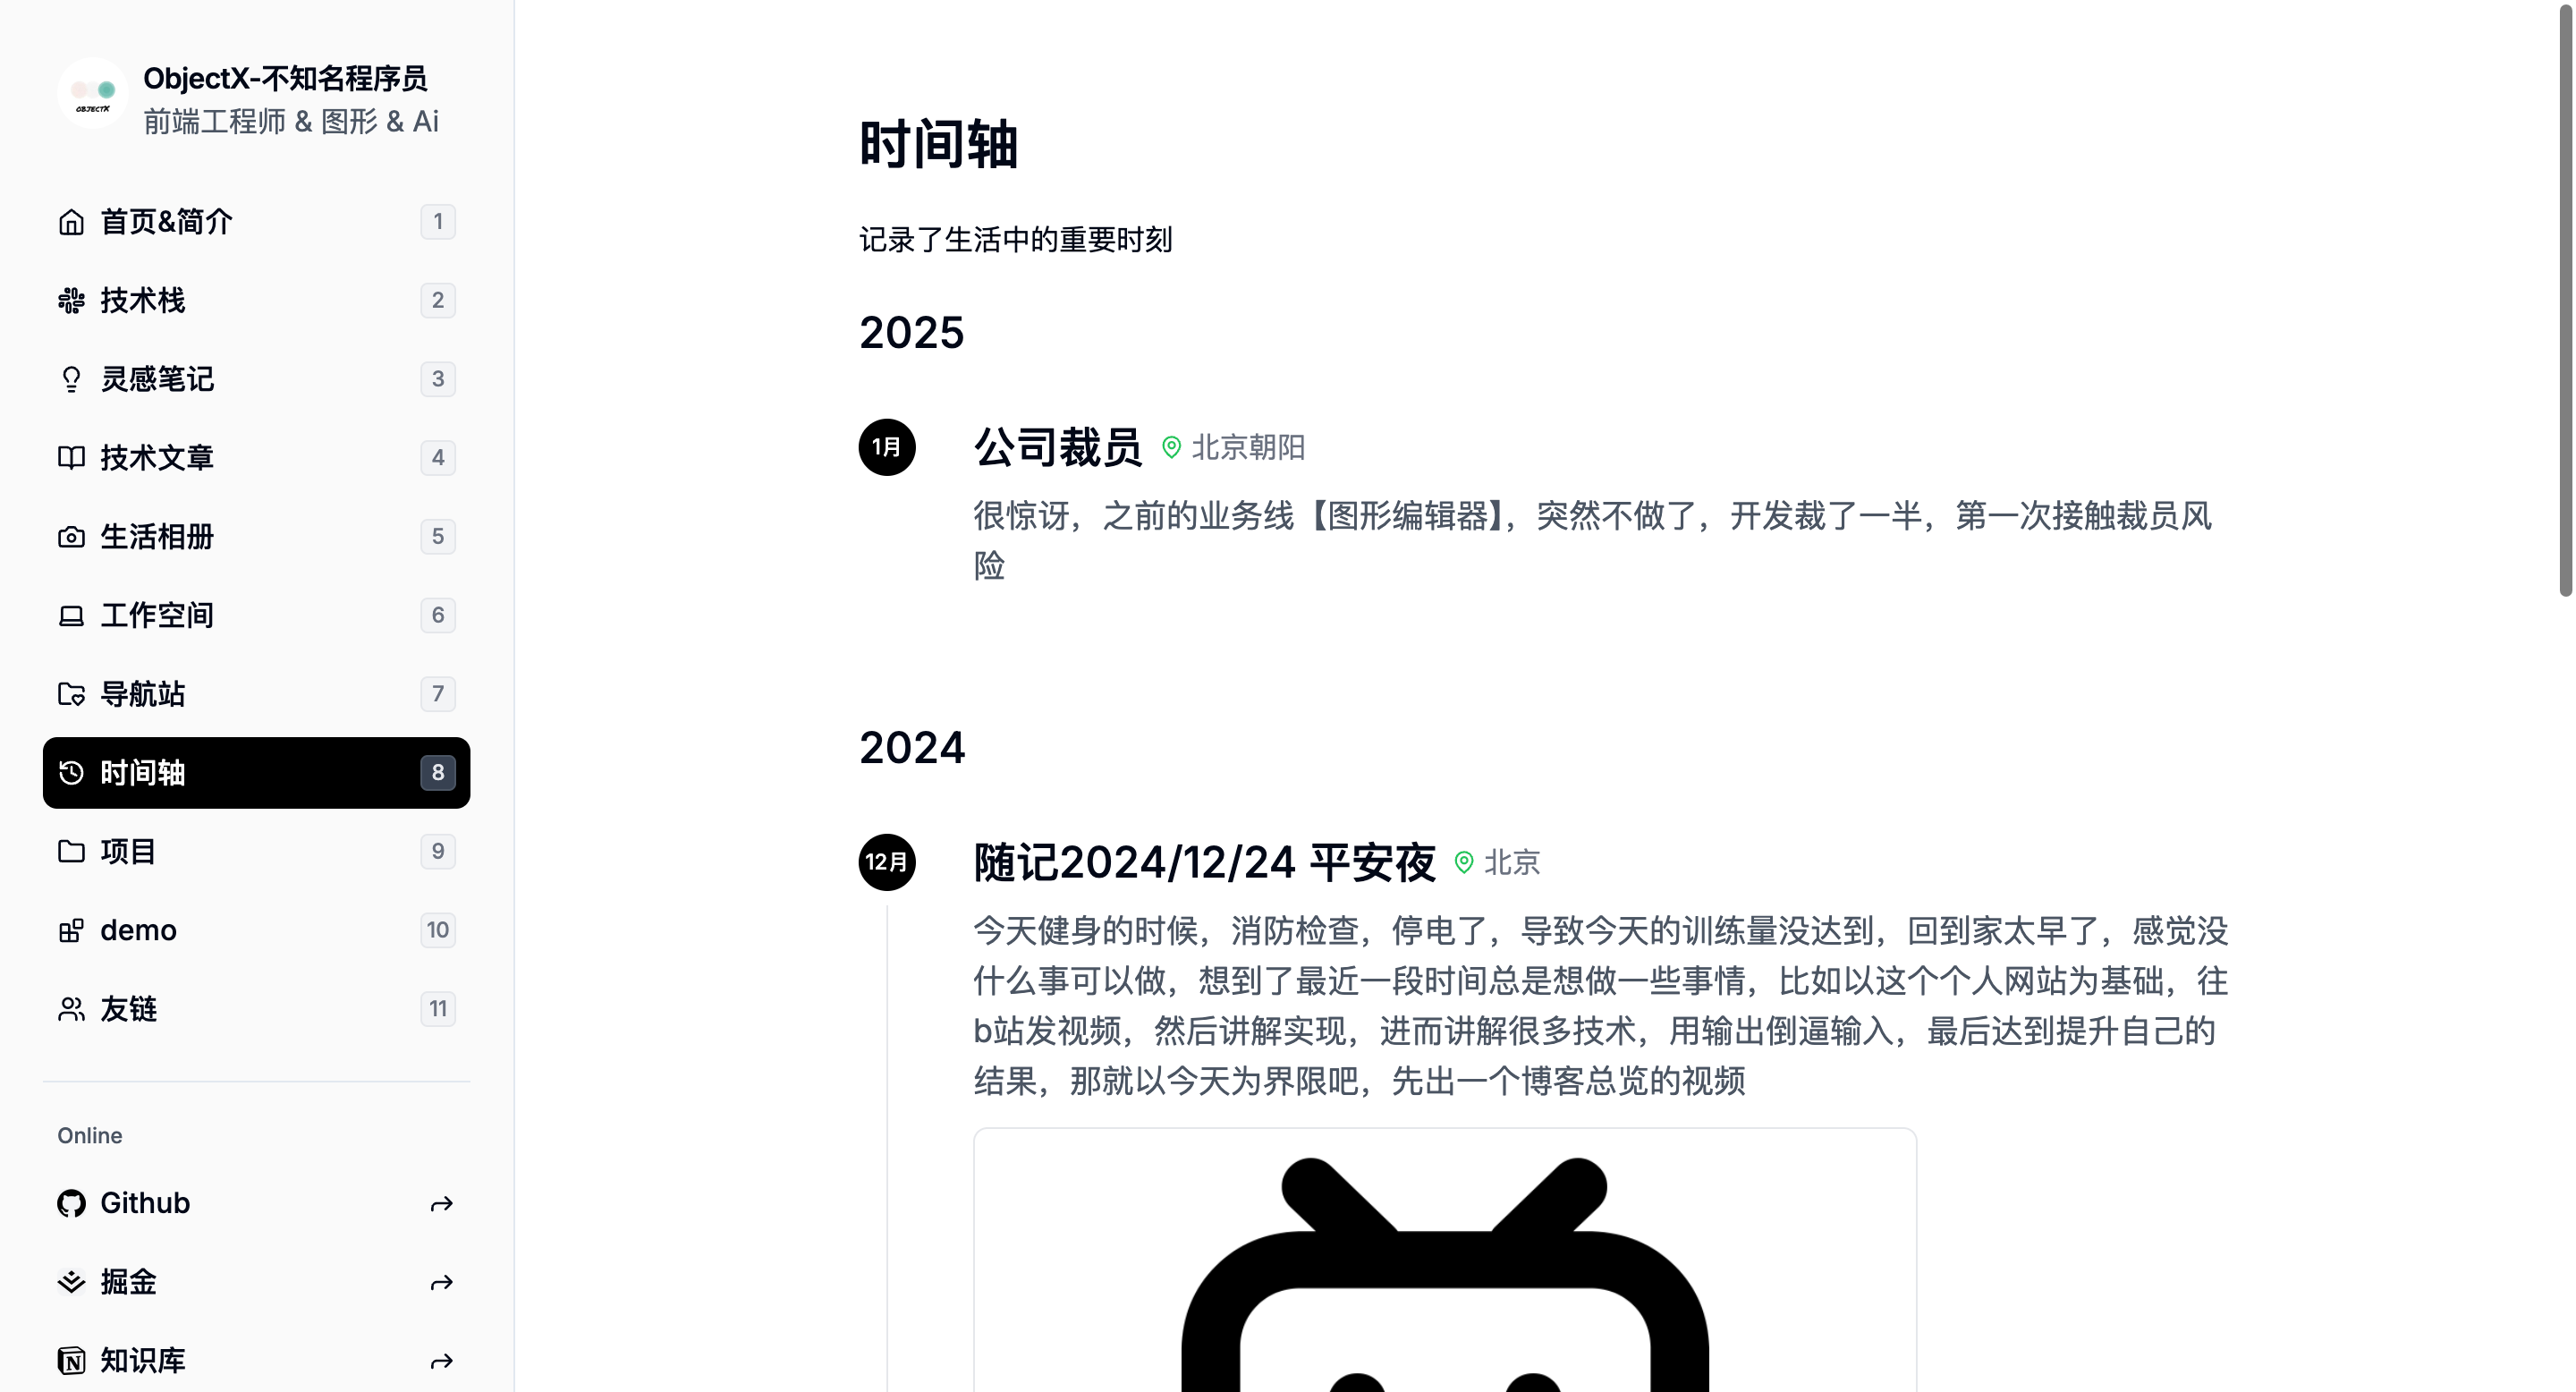 ObjectX-不知名程序员
前端工程师 & 图形 & Ai
OBJECTX
首页&简介 1
技术栈 2
灵感笔记 3
技术文章 4
生活相册 5
工作空间 6
导航站 7
时间轴 8
项目 9
demo 10
友链 11
Online
Github
掘金
知识库
时间轴
记录了生活中的重要时刻
2025
1月
公司裁员 北京朝阳
很惊讶，之前的业务线【图形编辑器】，突然不做了，开发裁了一半，第一次接触裁员风
险
2024
12月
随记2024/12/24 平安夜 北京
今天健身的时候，消防检查，停电了，导致今天的训练量没达到，回到家太早了，感觉没
什么事可以做，想到了最近一段时间总是想做一些事情，比如以这个个人网站为基础，往
b站发视频，然后讲解实现，进而讲解很多技术，用输出倒逼输入，最后达到提升自己的
结果，那就以今天为界限吧，先出一个博客总览的视频